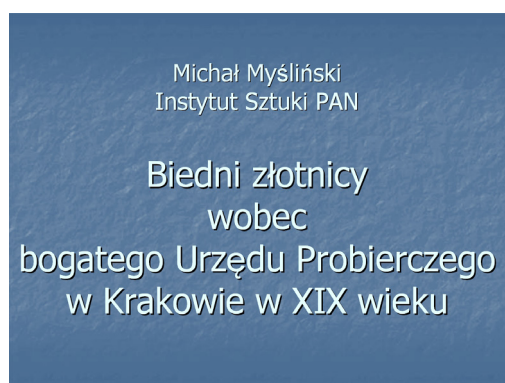 Michał Myśliński
Instytut Sztuki PAN
Biedni złotnicy
wobec
bogatego Urzędu Probierczego
w Krakowie w XIX wieku